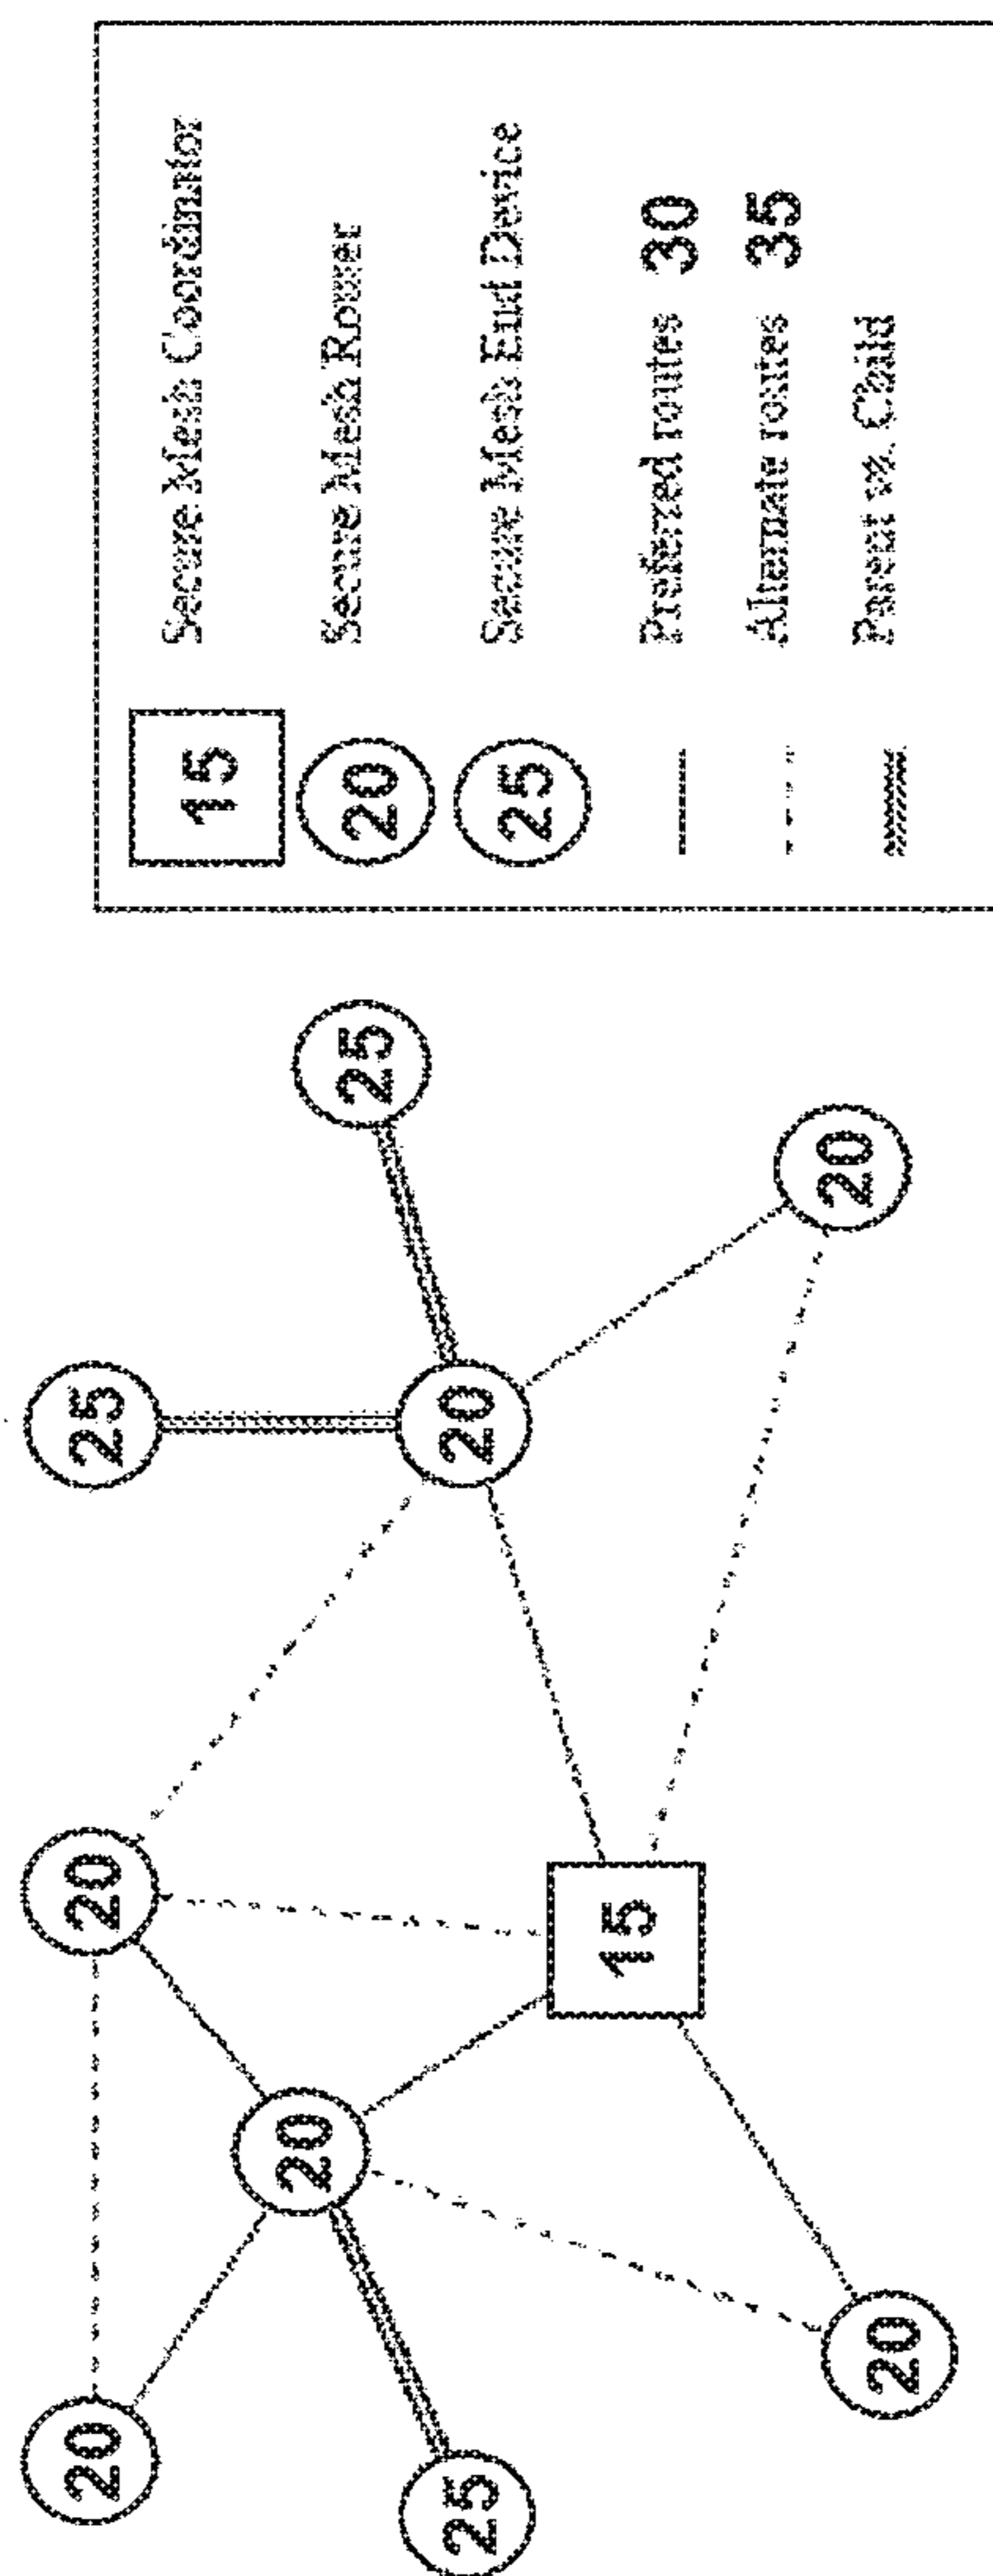 15 Secure Mesh Coordinator
20 Secure Mesh Router
25 Secure Mesh End Device
Preferred routes 30
Alternate routes 35
Parent vs. Child
20
20
25
25
20
25
15
20
20
20